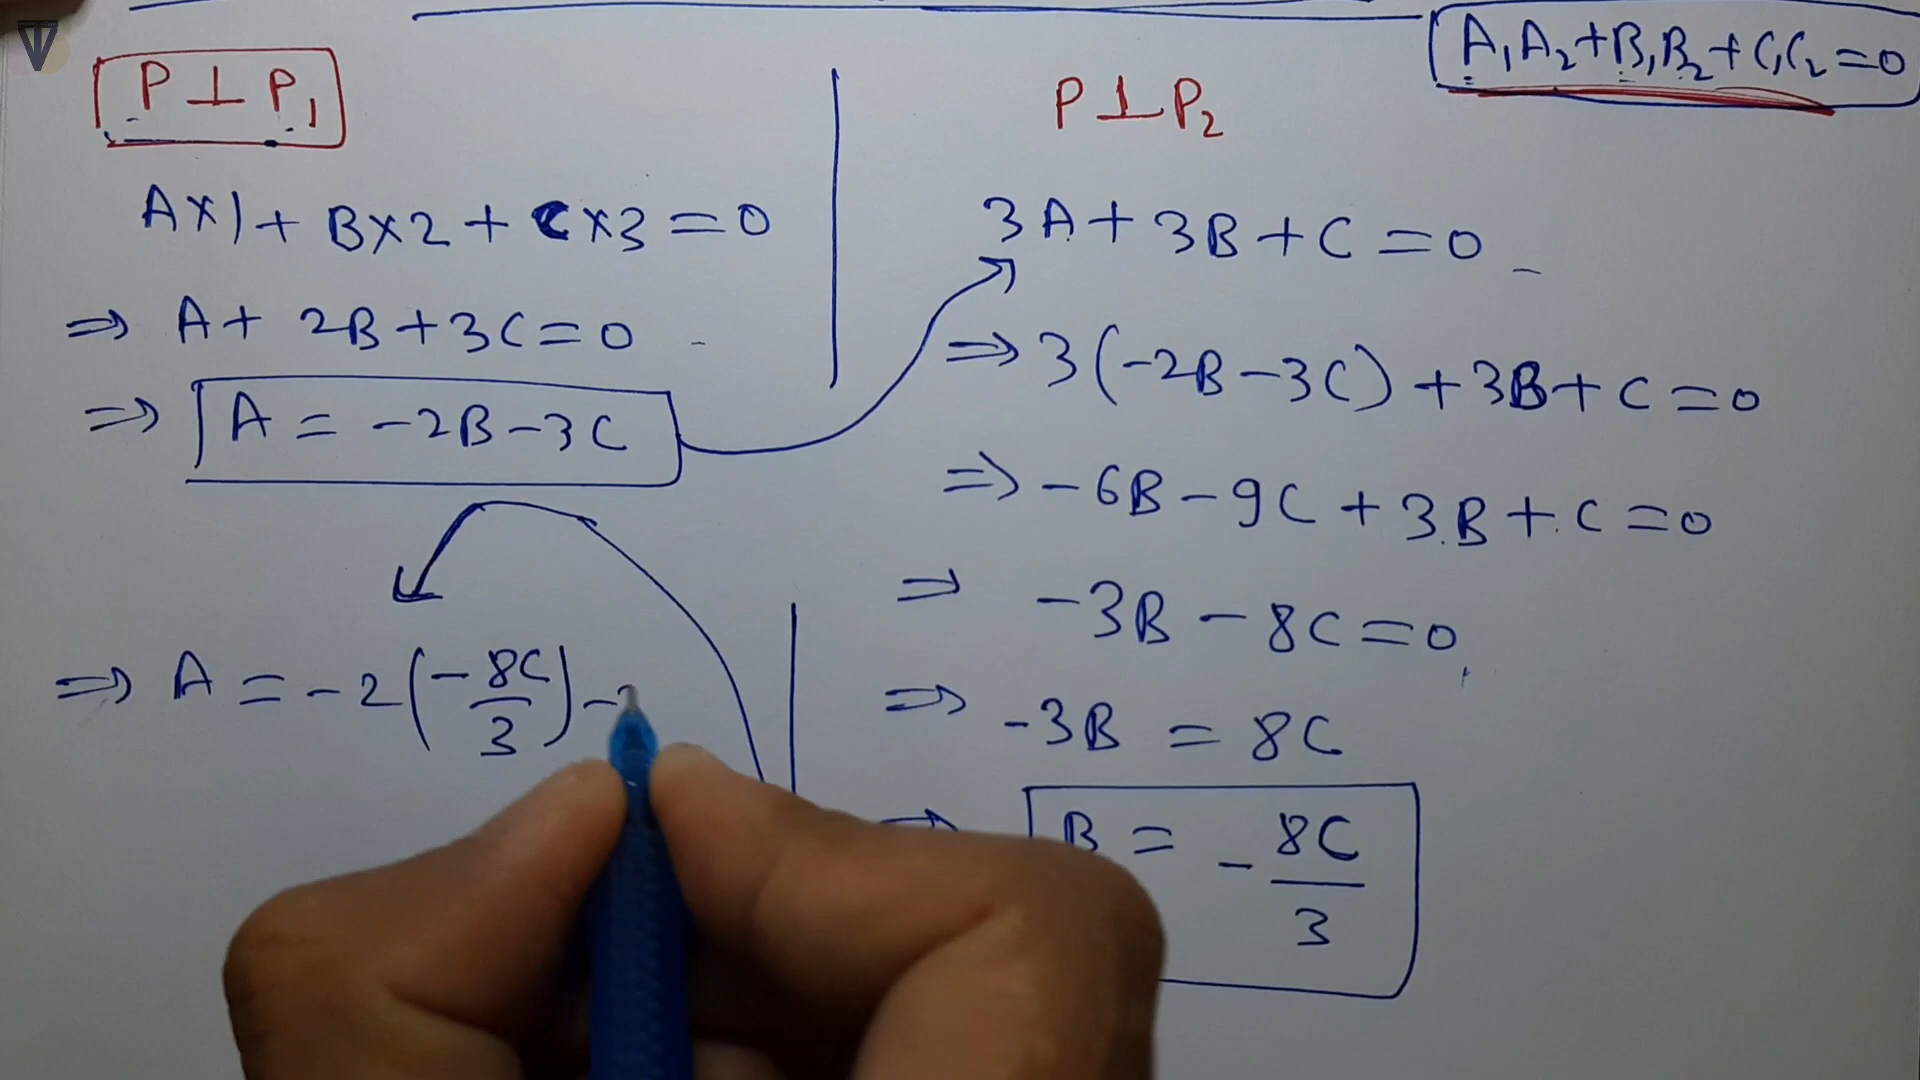 A₁A₂+B₁B₂+C₁C₂=0
P⊥P₁
A×1+B×2+C×3=0
⇒ A+2B+3C=0
⇒ A=-2B-3C
⇒ A=-2(-8C/3)-
P⊥P₂
3A+3B+C=0
⇒3(-2B-3C)+3B+C=0
⇒-6B-9C+3B+C=0
⇒ -3B-8C=0
⇒ -3B=8C
⇒ B=-8C/3